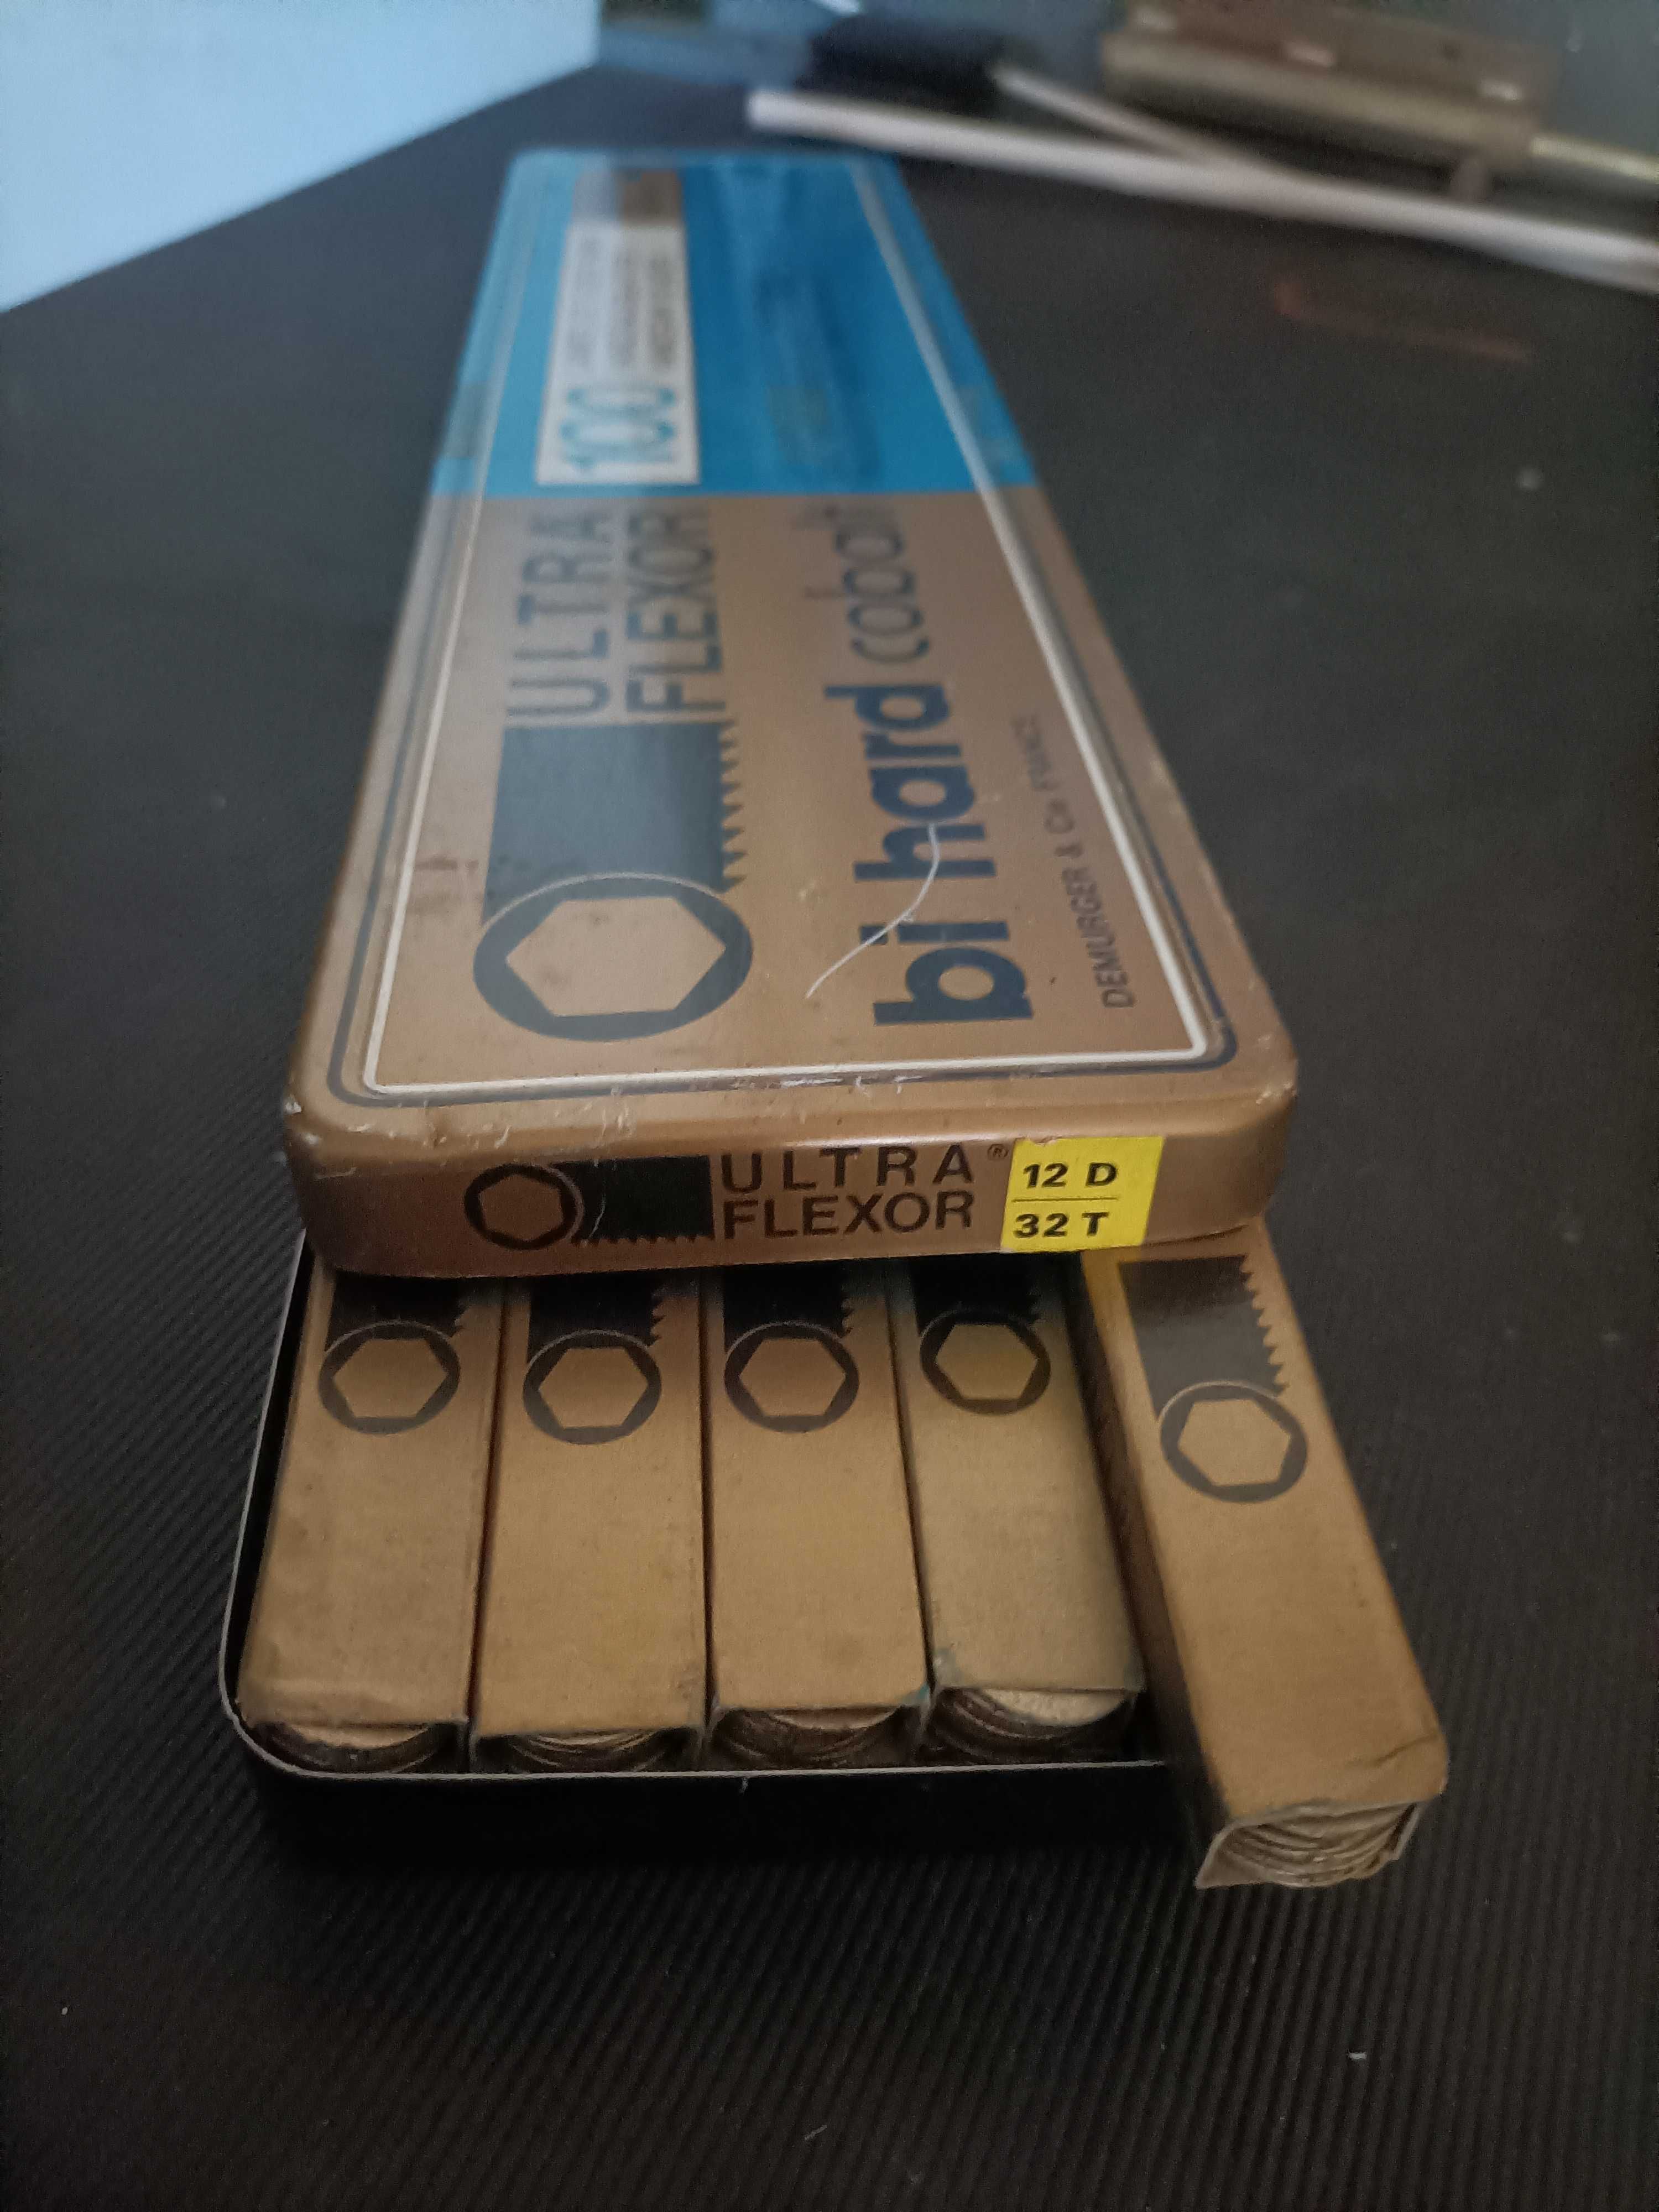 100
ULTRA
FLEXOR
bi hard cobalt
DEMURGER & Cie FRANCE
ULTRA®
FLEXOR
12 D
32 T